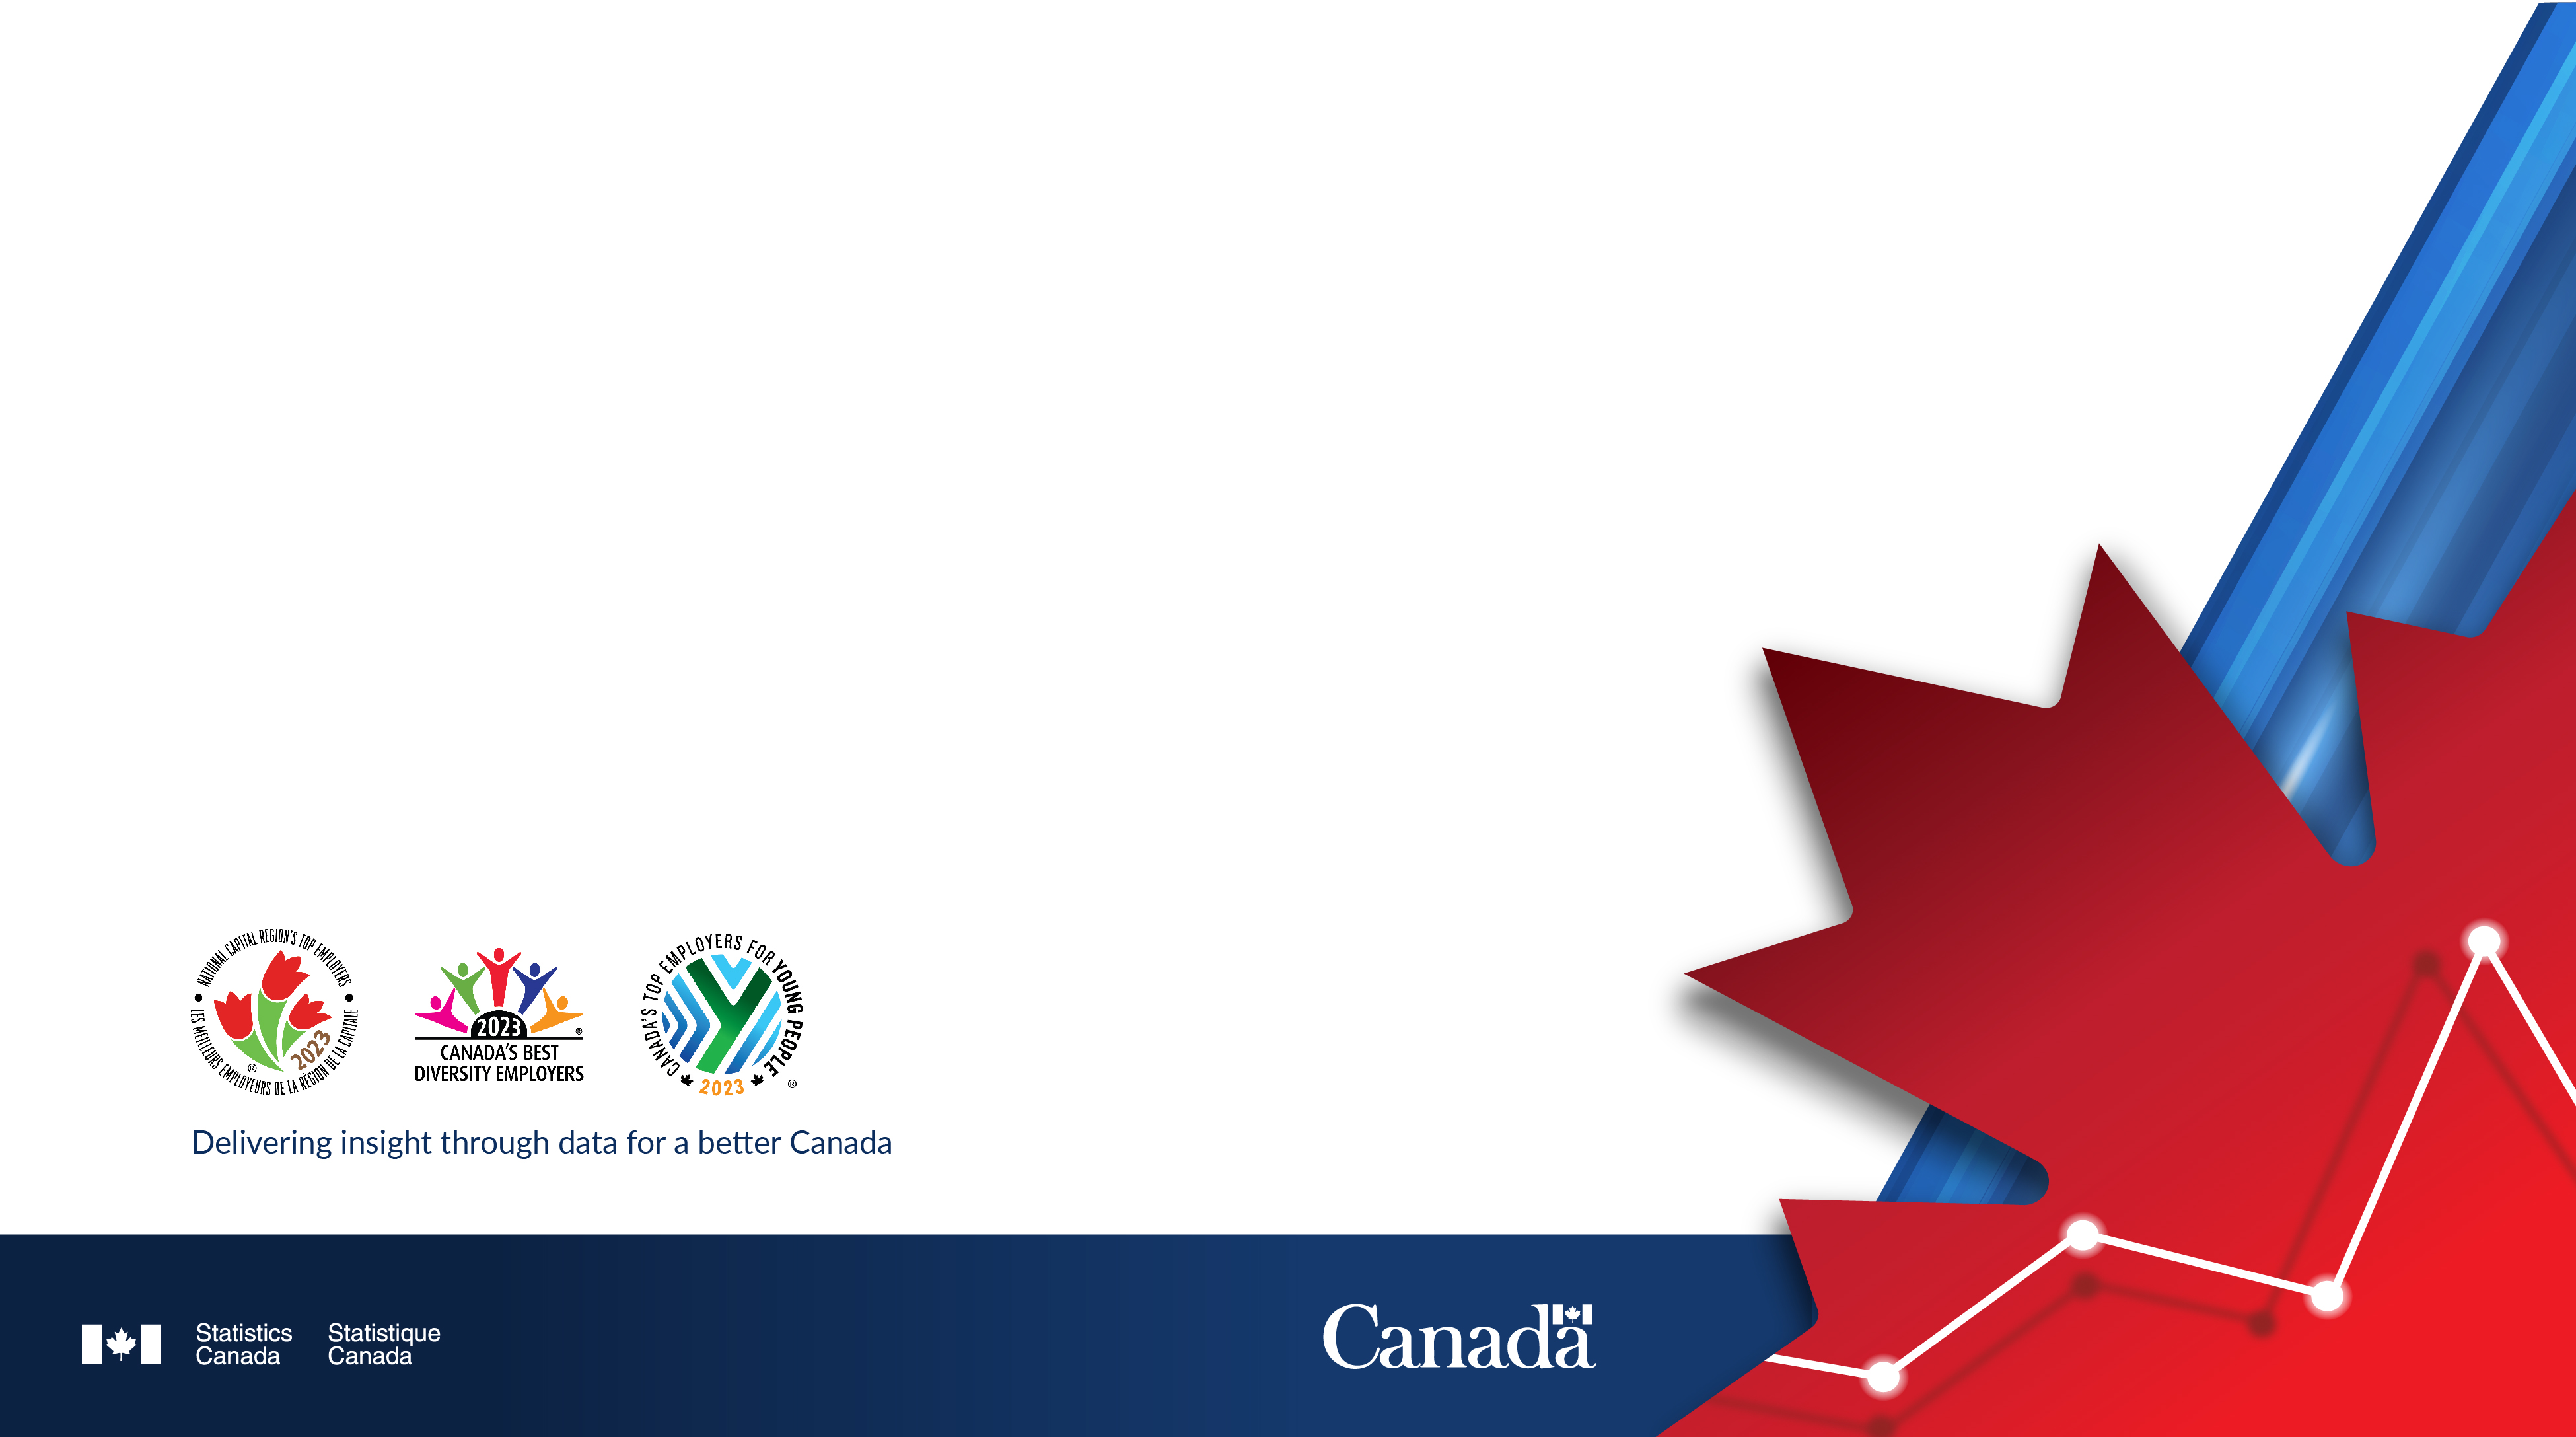 NATIONAL CAPITAL REGION'S TOP EMPLOYERS
LES MEILLEURS EMPLOYEURS DE LA RÉGION DE LA CAPITALE
2023
®
2023
®
CANADA'S BEST
DIVERSITY EMPLOYERS
CANADA'S TOP EMPLOYERS FOR YOUNG PEOPLE
2023
®
Delivering insight through data for a better Canada
Statistics
Canada
Statistique
Canada
Canada